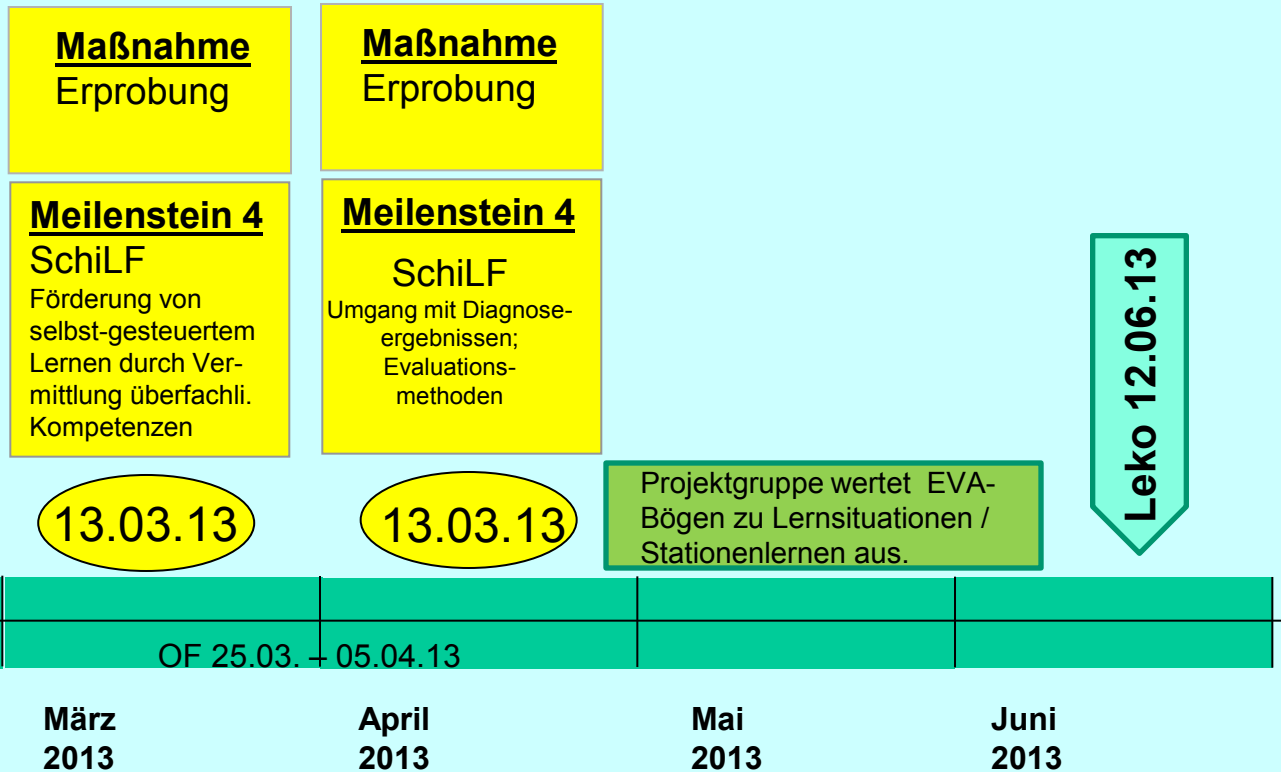 Maßnahme
Erprobung
Maßnahme
Erprobung
Meilenstein 4
SchiLF
Förderung von
selbst-gesteuertem
Lernen durch Ver-
mittlung überfachli.
Kompetenzen
Meilenstein 4
SchiLF
Umgang mit Diagnose-
ergebnissen;
Evaluations-
methoden
13.03.13
13.03.13
Projektgruppe wertet EVA-
Bögen zu Lernsituationen /
Stationenlernen aus.
Leko 12.06.13
OF 25.03. – 05.04.13
März
2013
April
2013
Mai
2013
Juni
2013